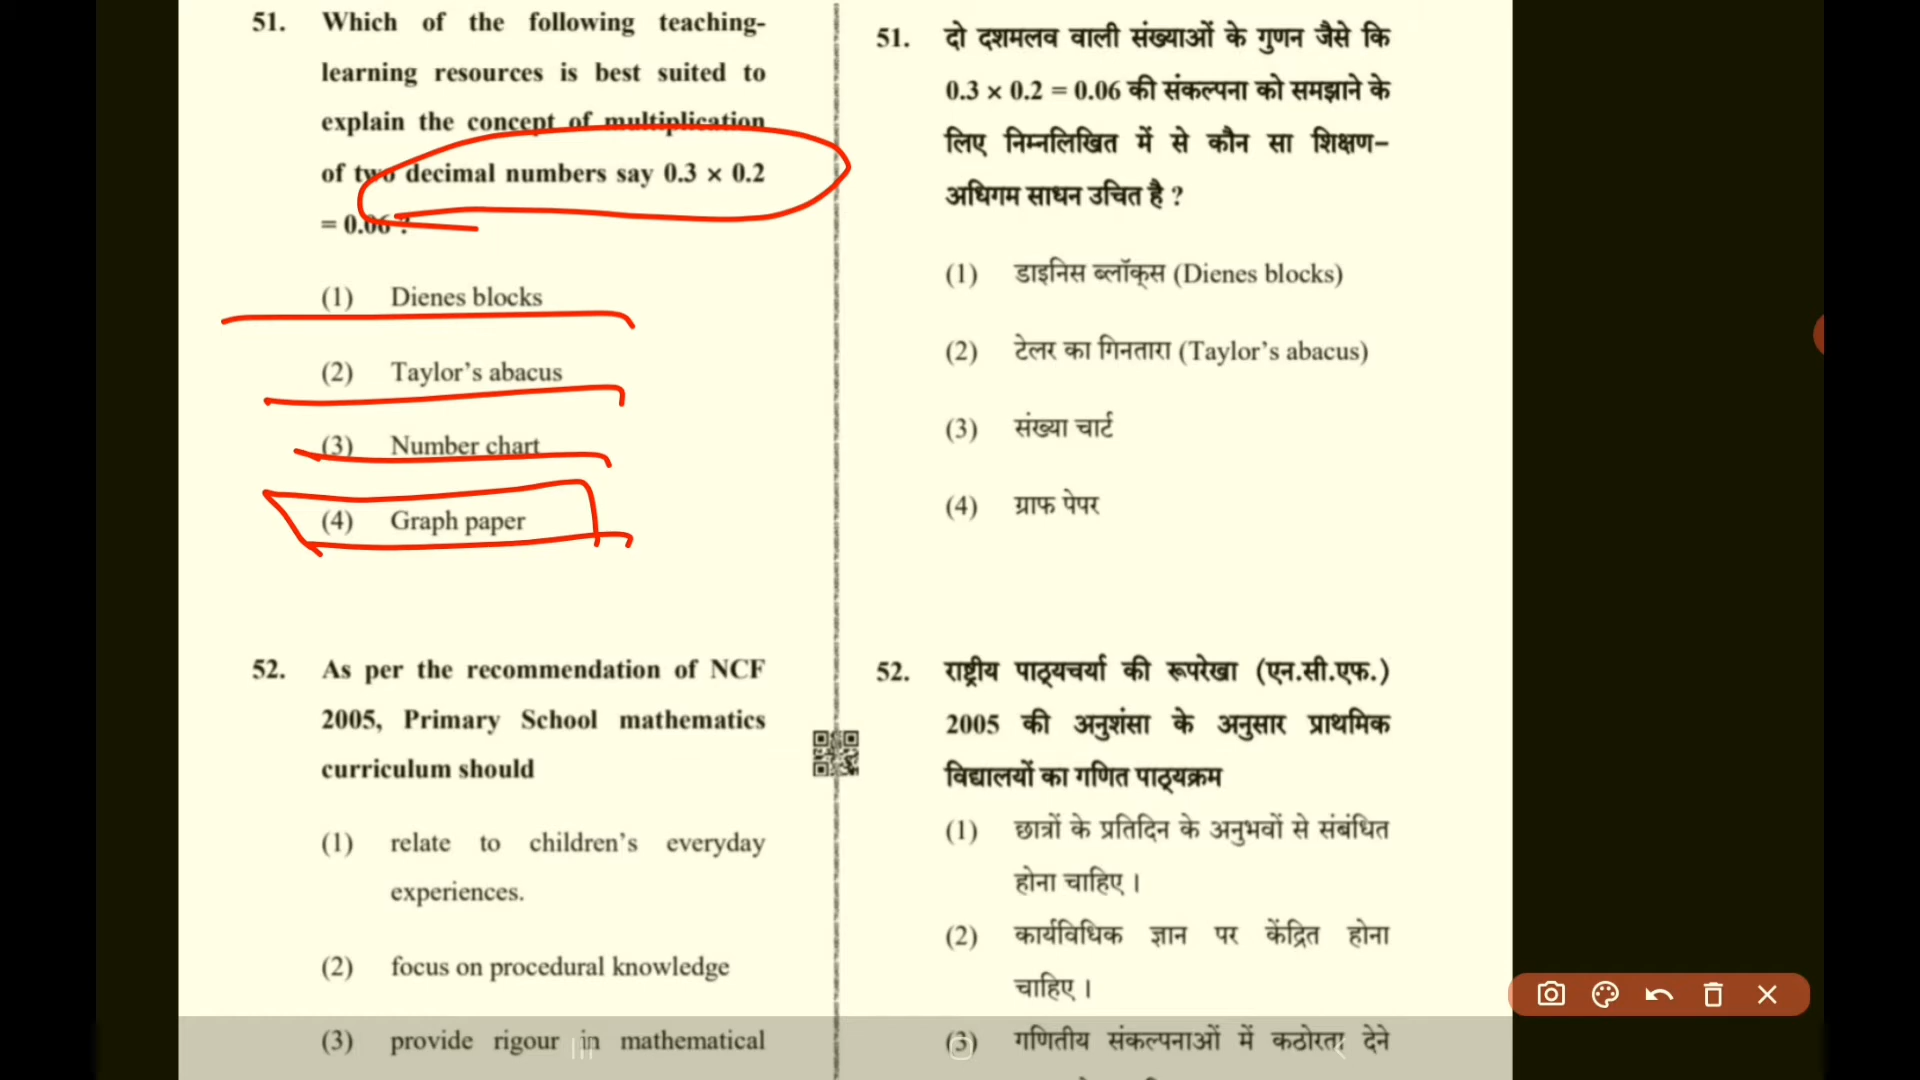 51. Which of the following teaching-
learning resources is best suited to
explain the concept of multiplication
of two decimal numbers say 0.3 × 0.2
= 0.06 ?
(1) Dienes blocks
(2) Taylor’s abacus
(3) Number chart
(4) Graph paper
52. As per the recommendation of NCF
2005, Primary School mathematics
curriculum should
(1) relate to children’s everyday
experiences.
(2) focus on procedural knowledge
(3) provide rigour in mathematical
51. दो दशमलव वाली संख्याओं के गुणन जैसे कि
0.3 × 0.2 = 0.06 की संकल्पना को समझाने के
लिए निम्नलिखित में से कौन सा शिक्षण-
अधिगम साधन उचित है ?
(1) डाइनिस ब्लॉक्स (Dienes blocks)
(2) टेलर का गिनतारा (Taylor’s abacus)
(3) संख्या चार्ट
(4) ग्राफ पेपर
52. राष्ट्रीय पाठ्यचर्या की रूपरेखा (एन.सी.एफ.)
2005 की अनुशंसा के अनुसार प्राथमिक
विद्यालयों का गणित पाठ्यक्रम
(1) छात्रों के प्रतिदिन के अनुभवों से संबंधित
होना चाहिए ।
(2) कार्यविधिक ज्ञान पर केंद्रित होना
चाहिए ।
(3) गणितीय संकल्पनाओं में कठोरता देने